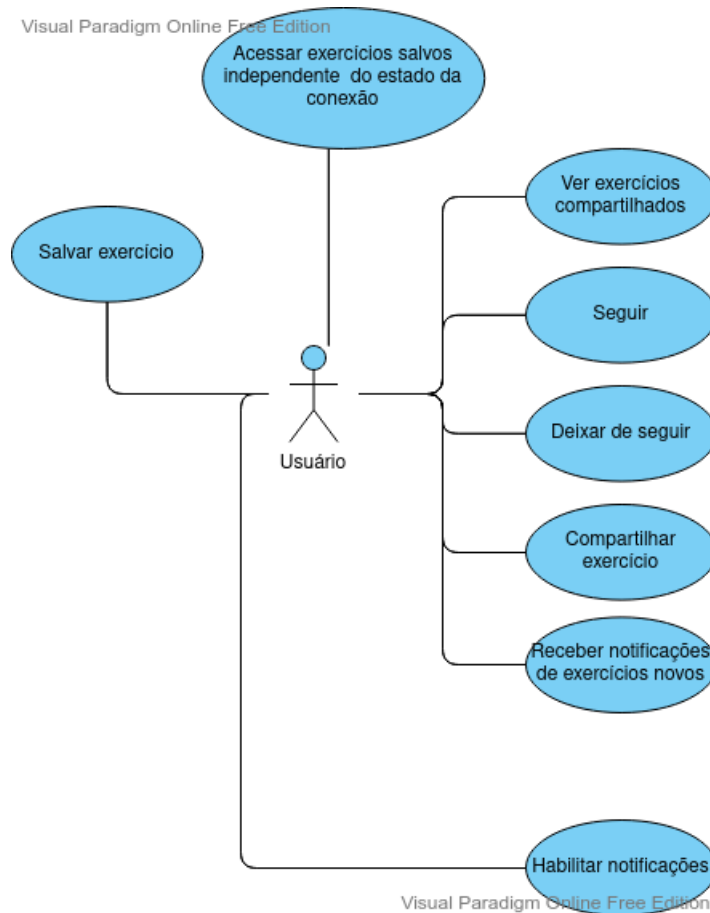 Visual Paradigm Online Free Edition
Acessar exercícios salvos
independente do estado da
conexão
Ver exercícios
compartilhados
Salvar exercício
Seguir
Deixar de seguir
Usuário
Compartilhar
exercício
Receber notificações
de exercícios novos
Habilitar notificações
Visual Paradigm Online Free Edition